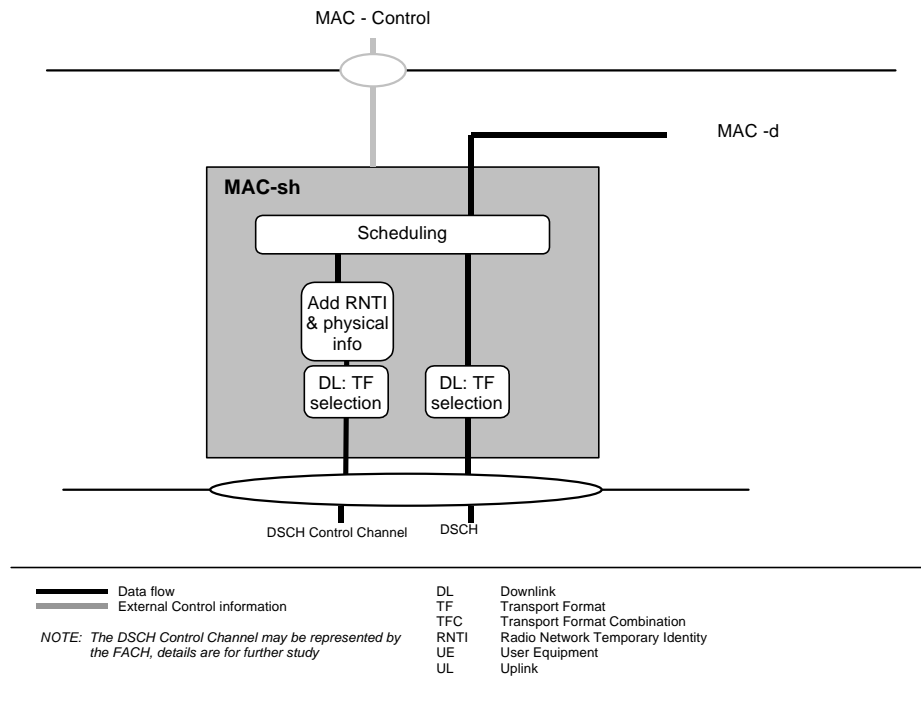 MAC - Control
MAC -d
MAC-sh
Scheduling
Add RNTI
& physical
info
DL: TF
selection
DL: TF
selection
DSCH Control Channel
DSCH
Data flow
External Control information
NOTE: The DSCH Control Channel may be represented by
the FACH, details are for further study
DL Downlink
TF Transport Format
TFC Transport Format Combination
RNTI Radio Network Temporary Identity
UE User Equipment
UL Uplink